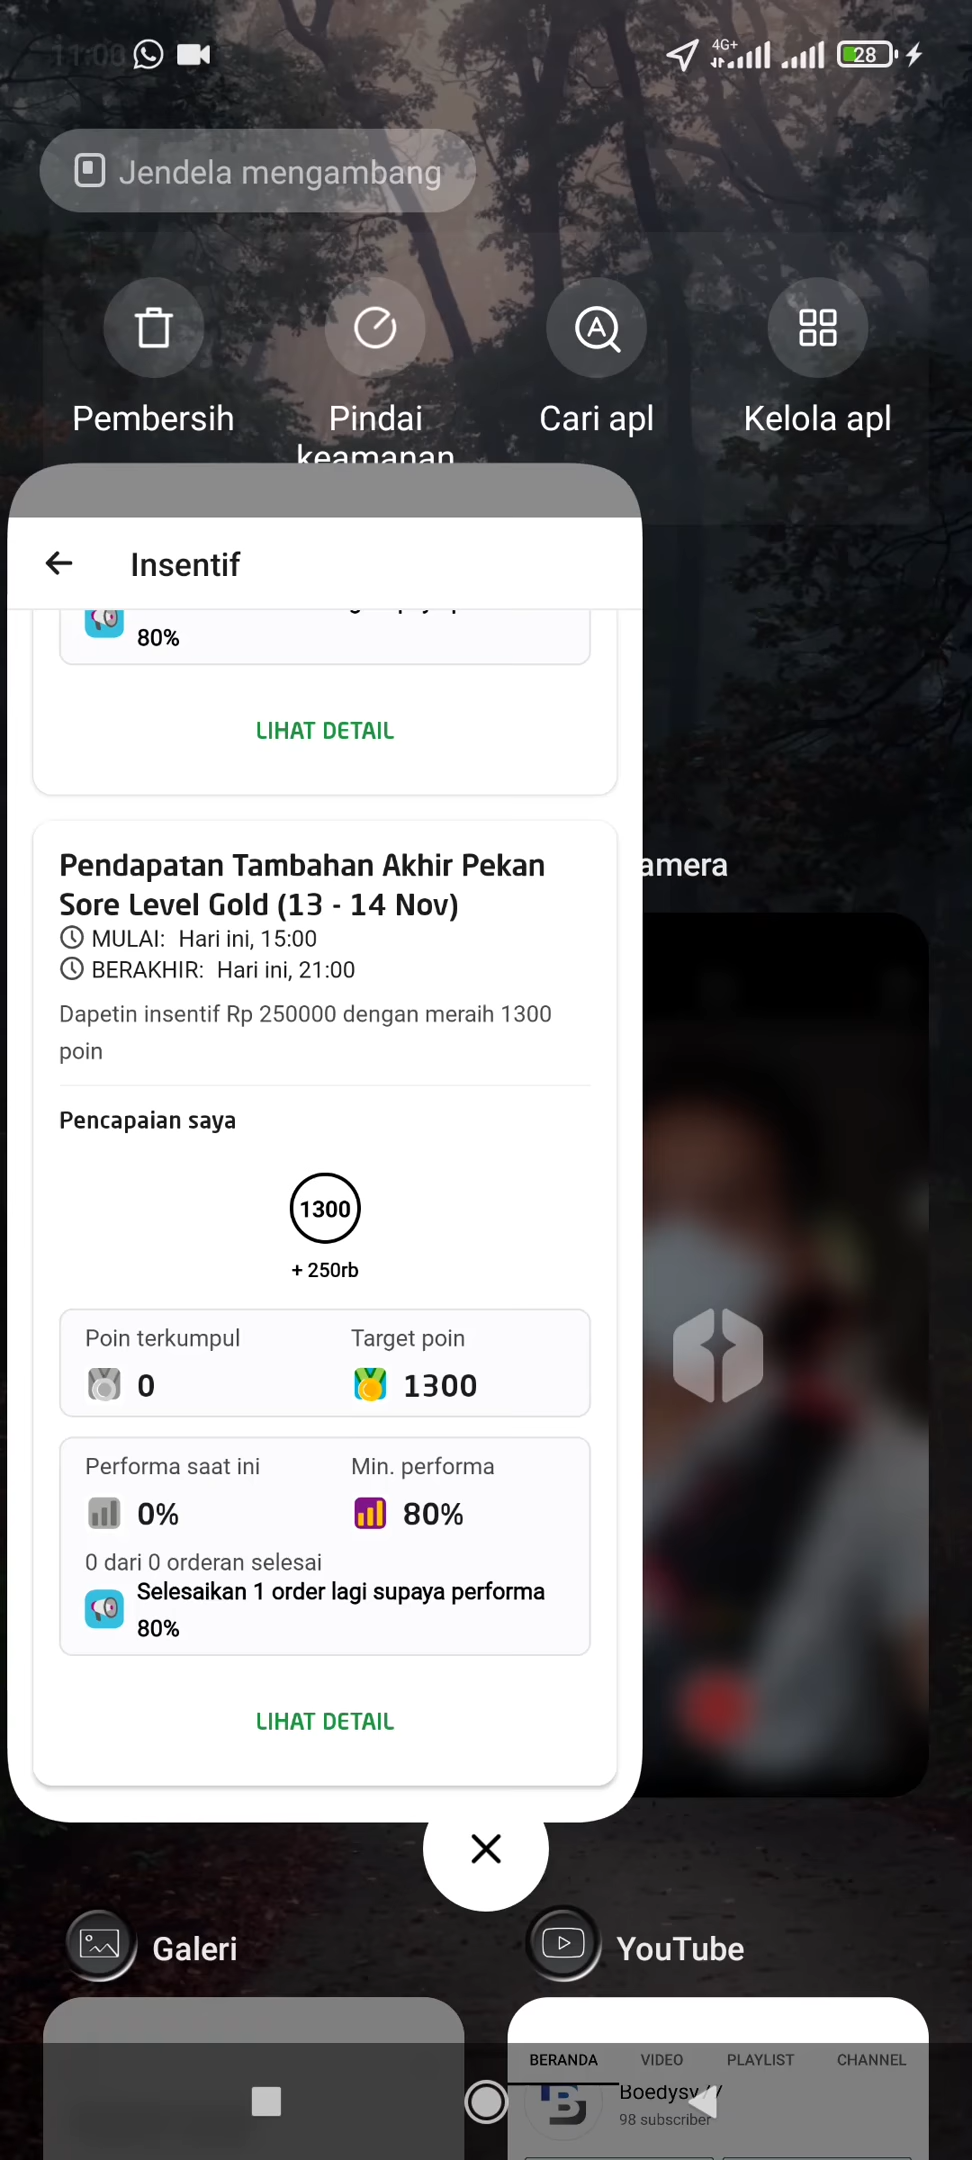 11:00
4G+
28
Jendela mengambang
Pembersih
Pindai
keamanan
Cari apl
Kelola apl
Insentif
80%
LIHAT DETAIL
Pendapatan Tambahan Akhir Pekan
Sore Level Gold (13 - 14 Nov)
MULAI: Hari ini, 15:00
BERAKHIR: Hari ini, 21:00
Dapetin insentif Rp 250000 dengan meraih 1300
poin
Pencapaian saya
1300
+ 250rb
Poin terkumpul
Target poin
0
1300
Performa saat ini
Min. performa
0%
80%
0 dari 0 orderan selesai
Selesaikan 1 order lagi supaya performa
80%
LIHAT DETAIL
amera
Galeri
YouTube
BERANDA
VIDEO
PLAYLIST
CHANNEL
98 subscriber